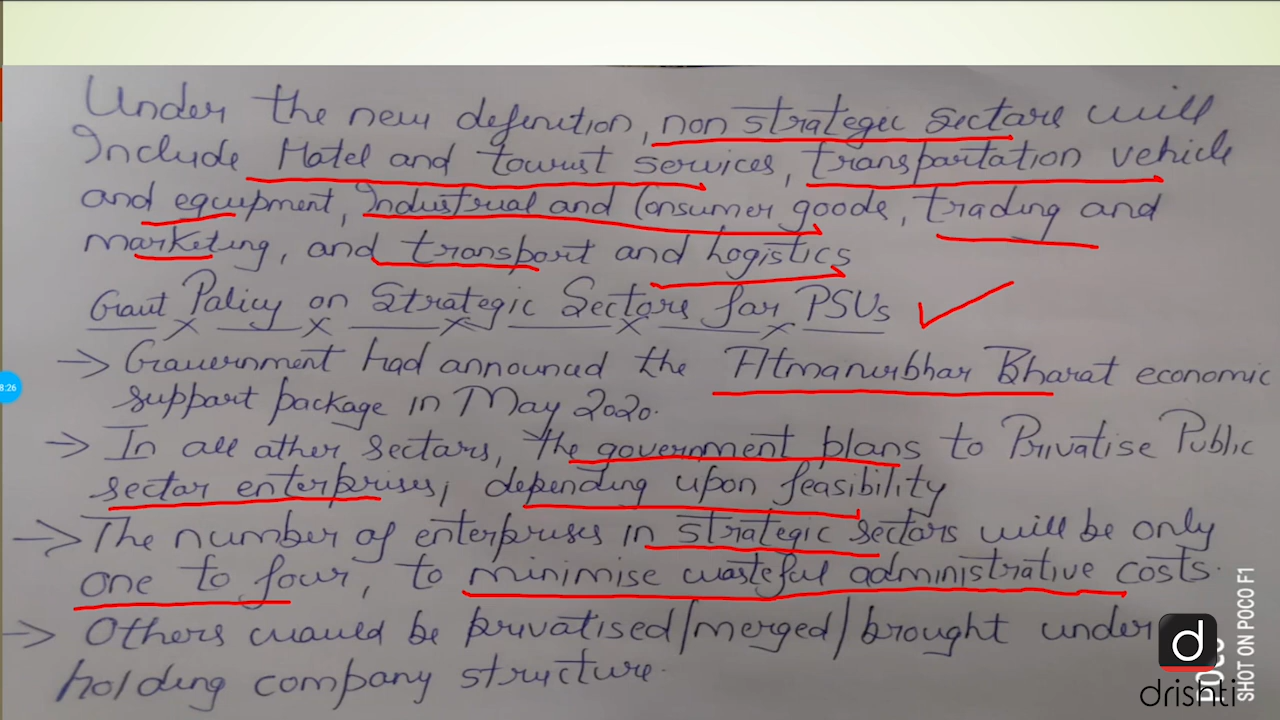 Under the new definition, non strategic sectors will
Include Hotel and tourist services, transportation vehicle
and equipment, Industrial and Consumer goods, trading and
marketing, and transport and Logistics
Govt Policy on Strategic Sectors for PSUs
→ Government had announced the Atmanirbhar Bharat economic
support package in May 2020.
→ In all other sectors, the government plans to Privatise Public
sector enterprises, depending upon feasibility
→ The number of enterprises in strategic sectors will be only
one to four, to minimise wasteful administrative costs.
→ Others would be privatised/merged/brought under
holding company structure.
8:26
d
drishti
SHOT ON POCO F1